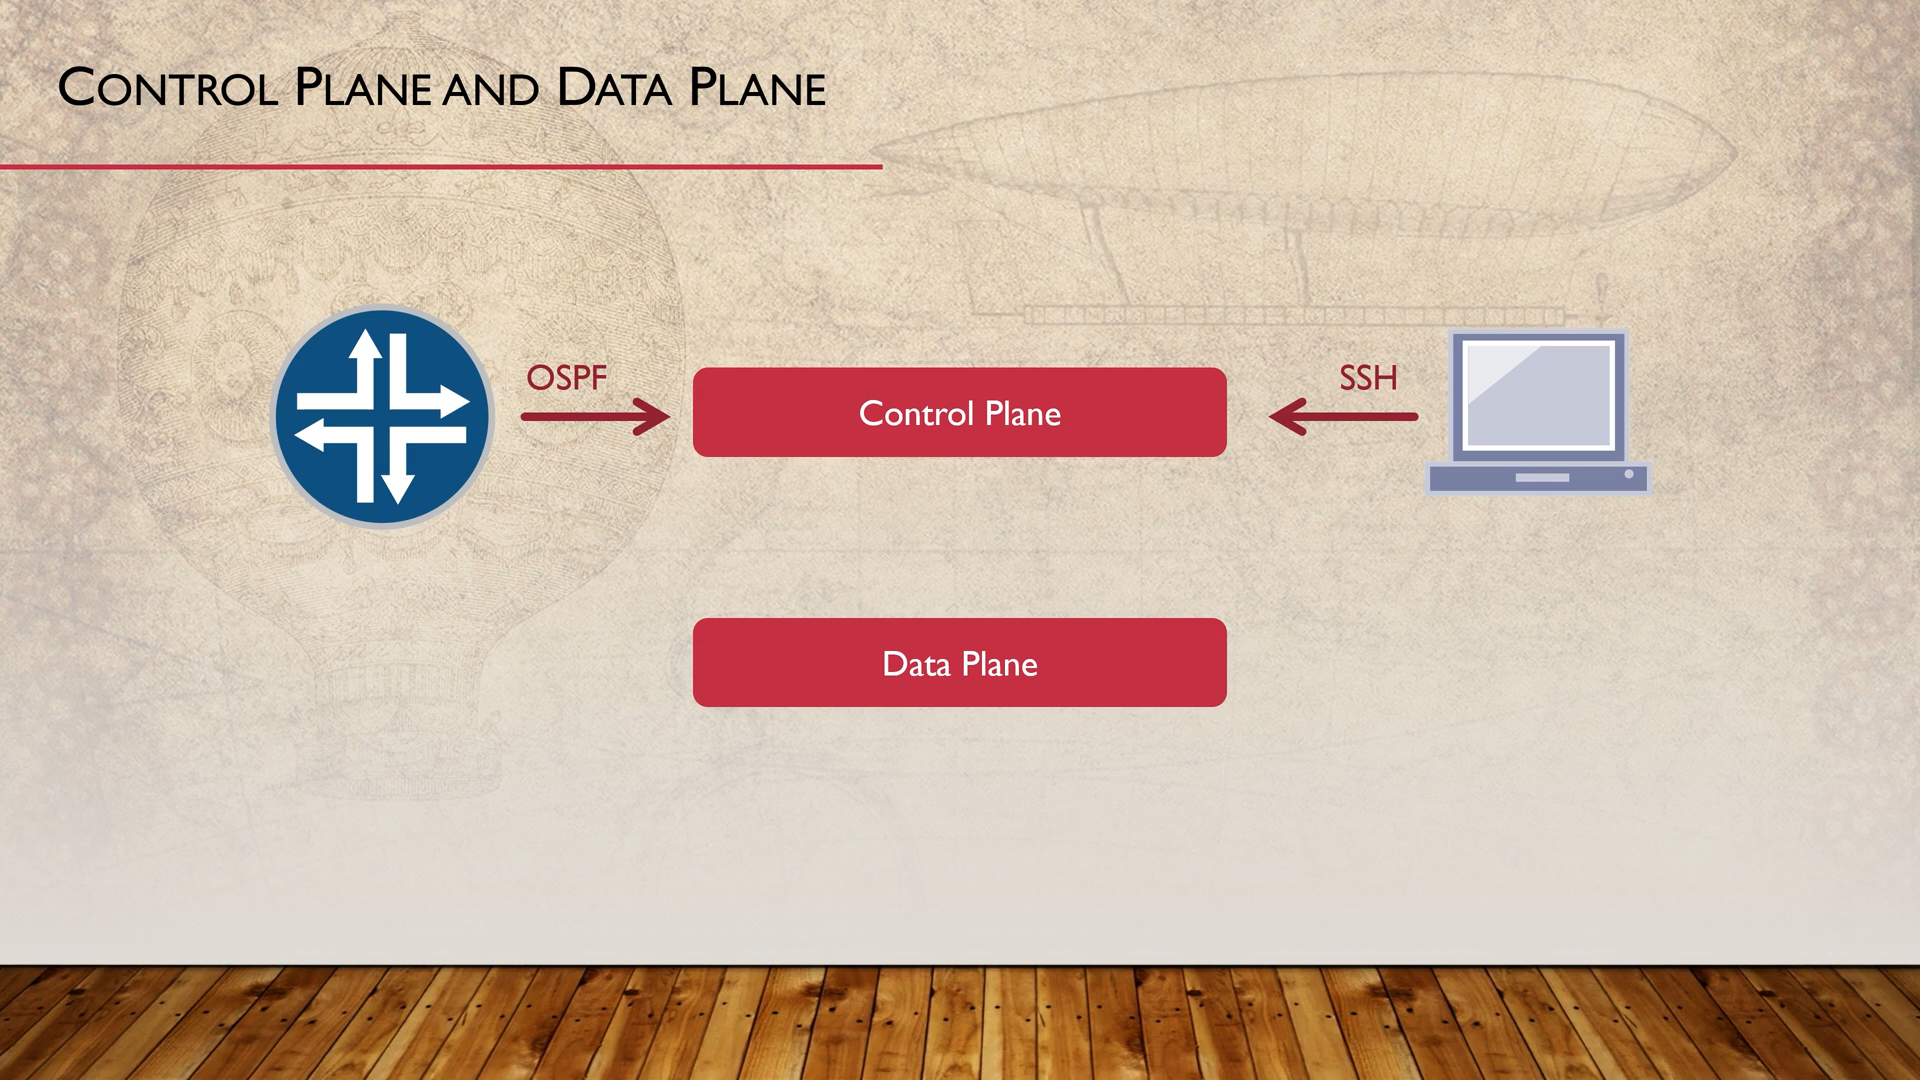 Control Plane and Data Plane
OSPF
Control Plane
SSH
Data Plane